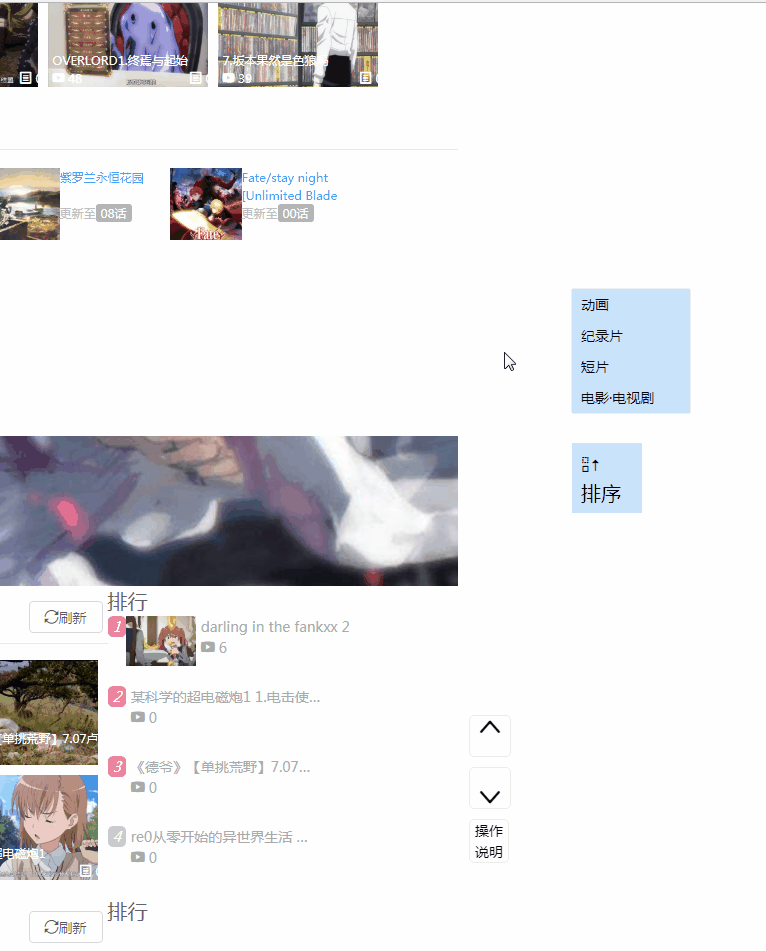 OVERLORD1.终焉与起始
48
7.坂本果然是色狼吗
39
紫罗兰永恒花园
更新至 08话
Fate/stay night
[Unlimited Blade
更新至 00话
动画
纪录片
短片
电影·电视剧
排序
刷新
排行
1 darling in the fankxx 2
6
2 某科学的超电磁炮1 1.电击使...
0
【单挑荒野】7.07卢
3 《德爷》【单挑荒野】7.07...
0
4 re0从零开始的异世界生活 ...
0
电磁炮1
操作
说明
刷新
排行